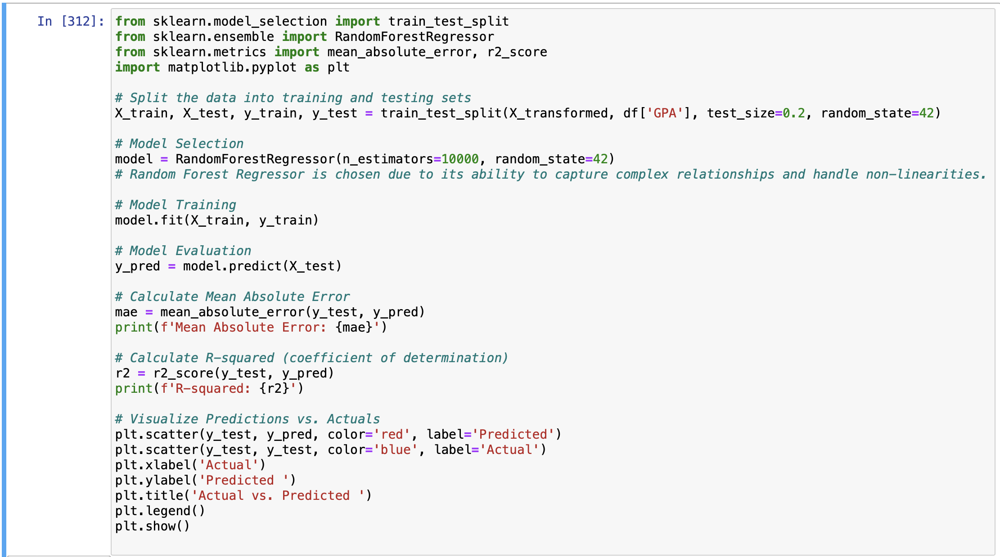 In [312]:
from sklearn.model_selection import train_test_split
from sklearn.ensemble import RandomForestRegressor
from sklearn.metrics import mean_absolute_error, r2_score
import matplotlib.pyplot as plt
# Split the data into training and testing sets
X_train, X_test, y_train, y_test = train_test_split(X_transformed, df['GPA'], test_size=0.2, random_state=42)
# Model Selection
model = RandomForestRegressor(n_estimators=10000, random_state=42)
# Random Forest Regressor is chosen due to its ability to capture complex relationships and handle non-linearities.
# Model Training
model.fit(X_train, y_train)
# Model Evaluation
y_pred = model.predict(X_test)
# Calculate Mean Absolute Error
mae = mean_absolute_error(y_test, y_pred)
print(f'Mean Absolute Error: {mae}')
# Calculate R-squared (coefficient of determination)
r2 = r2_score(y_test, y_pred)
print(f'R-squared: {r2}')
# Visualize Predictions vs. Actuals
plt.scatter(y_test, y_pred, color='red', label='Predicted')
plt.scatter(y_test, y_test, color='blue', label='Actual')
plt.xlabel('Actual')
plt.ylabel('Predicted ')
plt.title('Actual vs. Predicted ')
plt.legend()
plt.show()